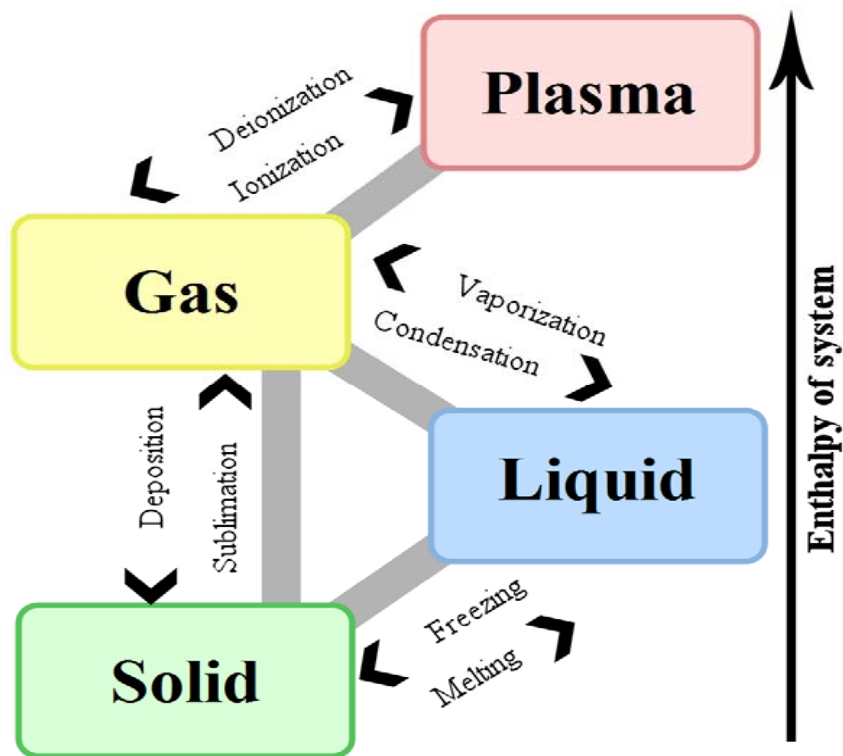 Plasma
Deionization
Ionization
Gas
Vaporization
Condensation
Deposition
Sublimation
Liquid
Freezing
Melting
Solid
Enthalpy of system